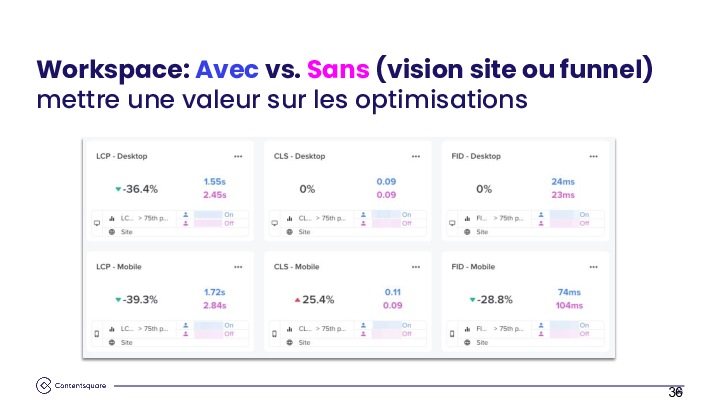 Workspace: Avec vs. Sans (vision site ou funnel)
mettre une valeur sur les optimisations
LCP - Desktop
-36.4%
1.55s
2.45s
LC... > 75th p...
On
Off
Site
CLS - Desktop
0%
0.09
0.09
CL... > 75th p...
On
Off
Site
FID - Desktop
0%
24ms
23ms
FI... > 75th p...
On
Off
Site
LCP - Mobile
-39.3%
1.72s
2.84s
LC... > 75th p...
On
Off
Site
CLS - Mobile
25.4%
0.11
0.09
CL... > 75th p...
On
Off
Site
FID - Mobile
-28.8%
74ms
104ms
FI... > 75th p...
On
Off
Site
Contentsquare